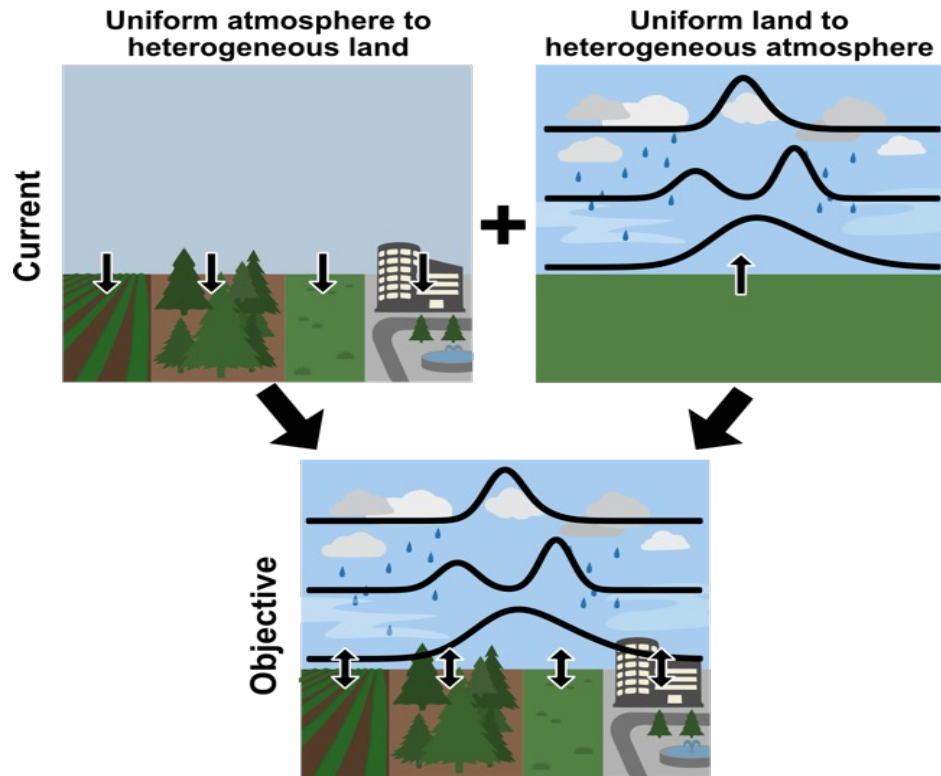 Uniform atmosphere to
heterogeneous land
Uniform land to
heterogeneous atmosphere
Current
+
Objective